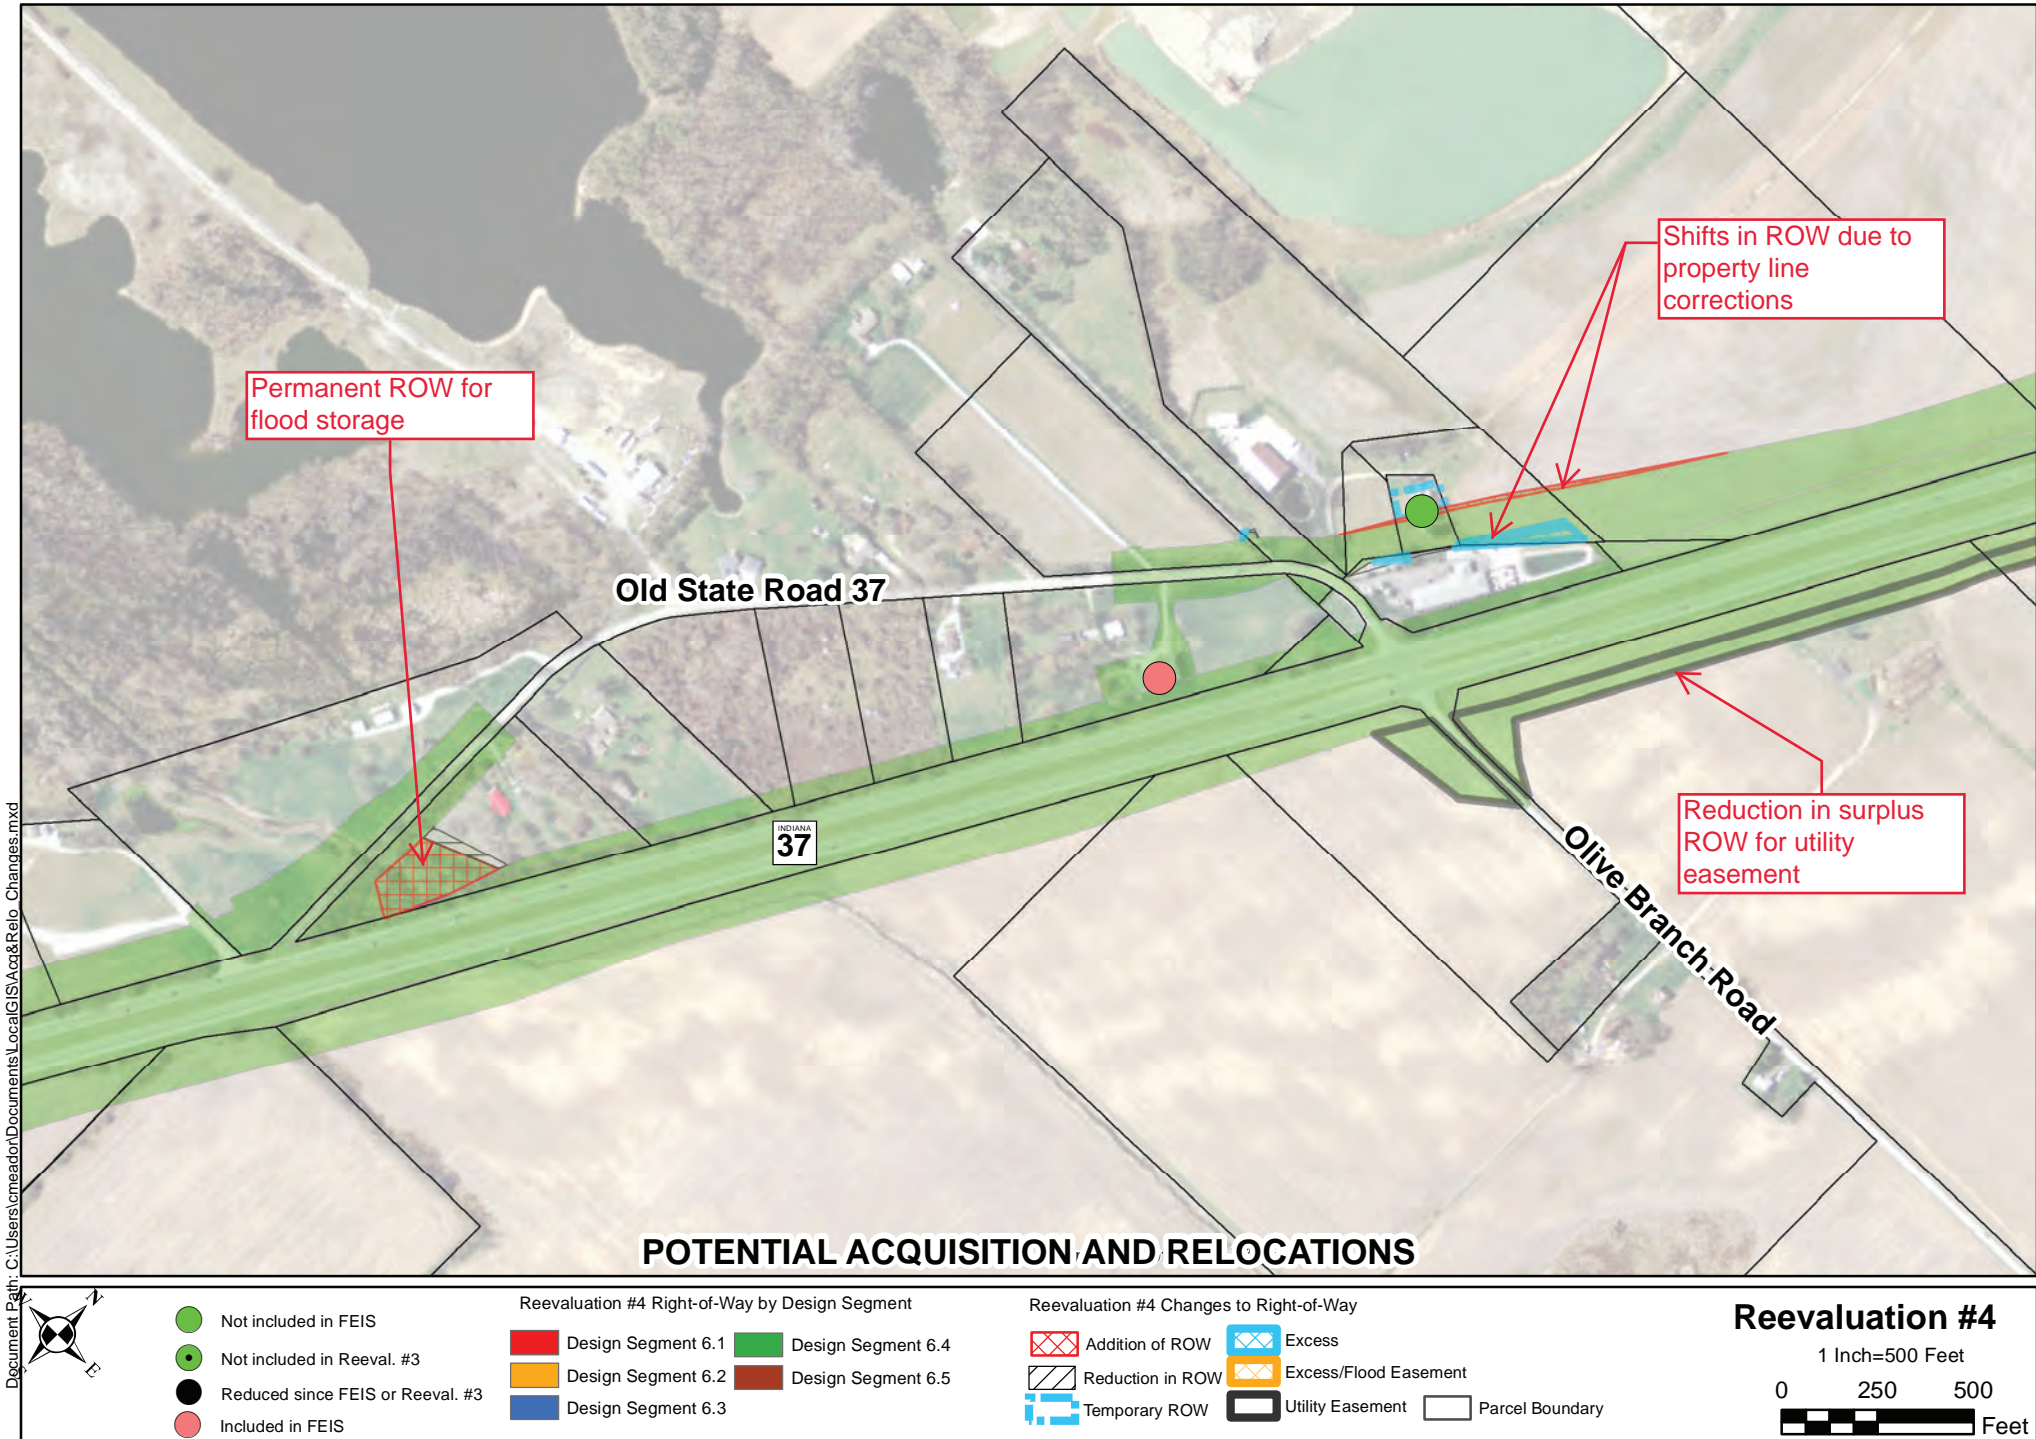 Shifts in ROW due to
property line
corrections
Permanent ROW for
flood storage
Old State Road 37
INDIANA
37
Reduction in surplus
ROW for utility
easement
Olive Branch Road
POTENTIAL ACQUISITION AND RELOCATIONS
Document Path: C:\Users\cmeador\Documents\LocalGIS\Acq&Relo_Changes.mxd
N
W
E
S
Not included in FEIS
Not included in Reeval. #3
Reduced since FEIS or Reeval. #3
Included in FEIS
Reevaluation #4 Right-of-Way by Design Segment
Design Segment 6.1
Design Segment 6.2
Design Segment 6.3
Design Segment 6.4
Design Segment 6.5
Reevaluation #4 Changes to Right-of-Way
Addition of ROW
Reduction in ROW
Temporary ROW
Excess
Excess/Flood Easement
Utility Easement
Parcel Boundary
Reevaluation #4
1 Inch=500 Feet
0 250 500
Feet